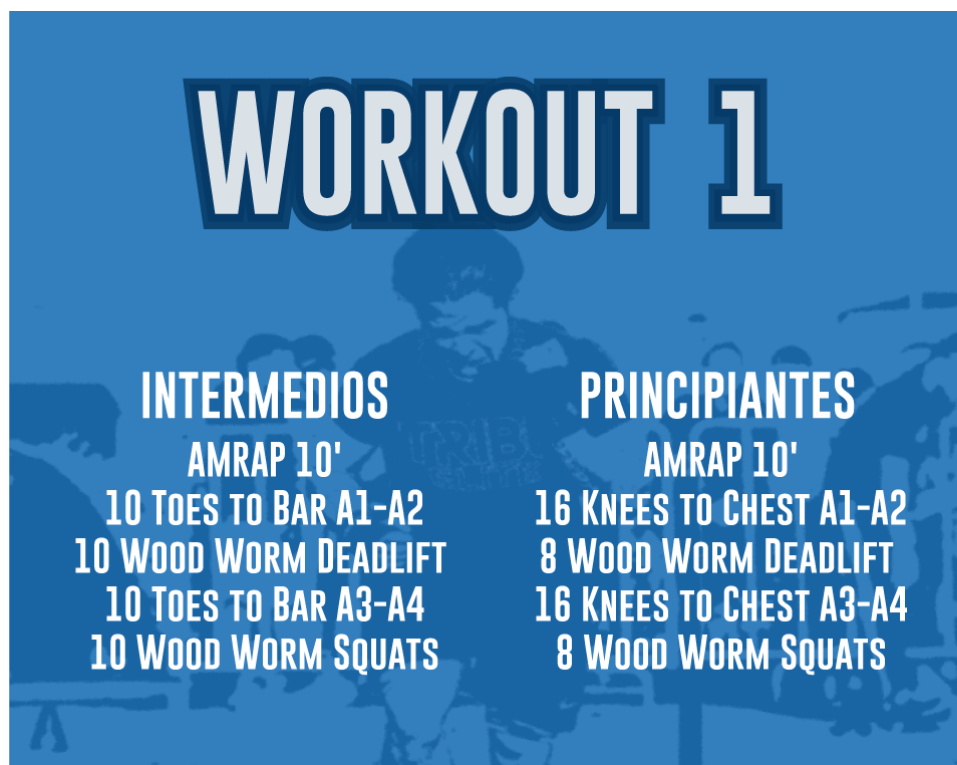 WORKOUT 1
INTERMEDIOS
AMRAP 10'
10 TOES TO BAR A1-A2
10 WOOD WORM DEADLIFT
10 TOES TO BAR A3-A4
10 WOOD WORM SQUATS
PRINCIPIANTES
AMRAP 10'
16 KNEES TO CHEST A1-A2
8 WOOD WORM DEADLIFT
16 KNEES TO CHEST A3-A4
8 WOOD WORM SQUATS